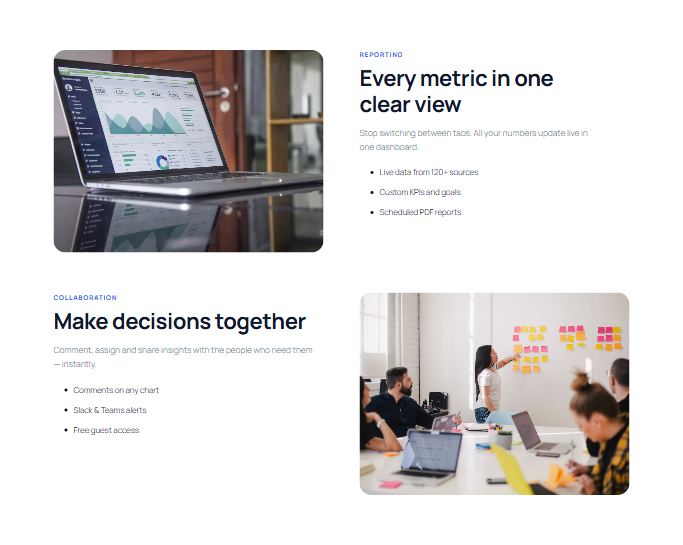 REPORTING
Every metric in one
clear view
Stop switching between tabs. All your numbers update live in
one dashboard.
Live data from 120+ sources
Custom KPIs and goals
Scheduled PDF reports
COLLABORATION
Make decisions together
Comment, assign and share insights with the people who need them
— instantly.
Comments on any chart
Slack & Teams alerts
Free guest access